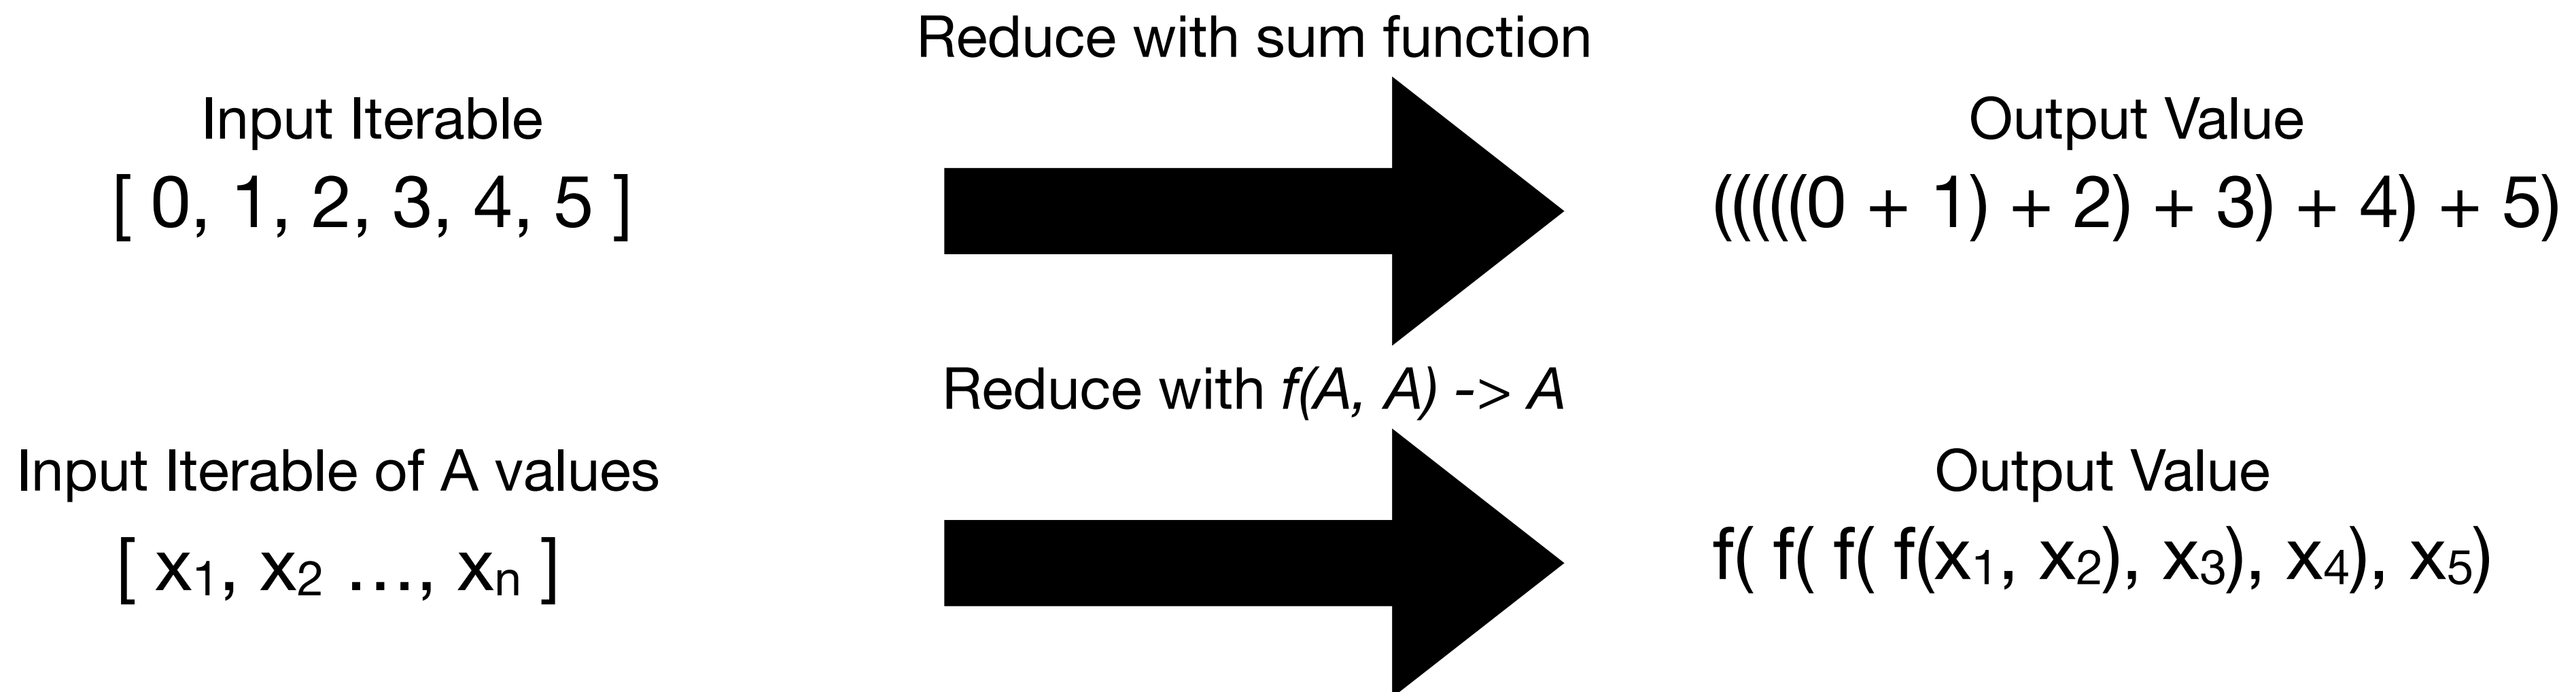 Reduce with sum function
Input Iterable
Output Value
[ 0, 1, 2, 3, 4, 5 ]
(((((0 + 1) + 2) + 3) + 4) + 5)
Reduce with f(A, A) -> A
Input Iterable of A values
Output Value
[ x₁, x₂ ..., xₙ ]
f( f( f( f(x₁, x₂), x₃), x₄), x₅)